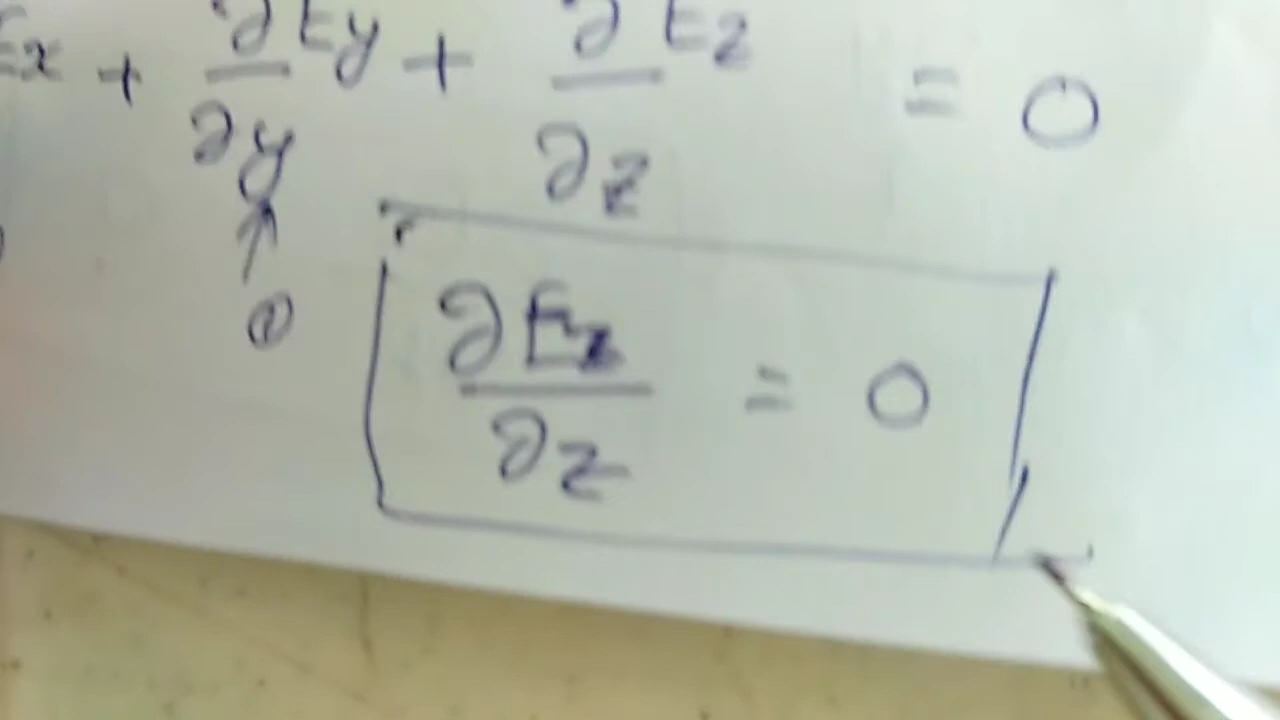 Ex + ∂Ey/∂y + ∂Ez/∂z = 0
↑
0
∂Ez/∂z = 0